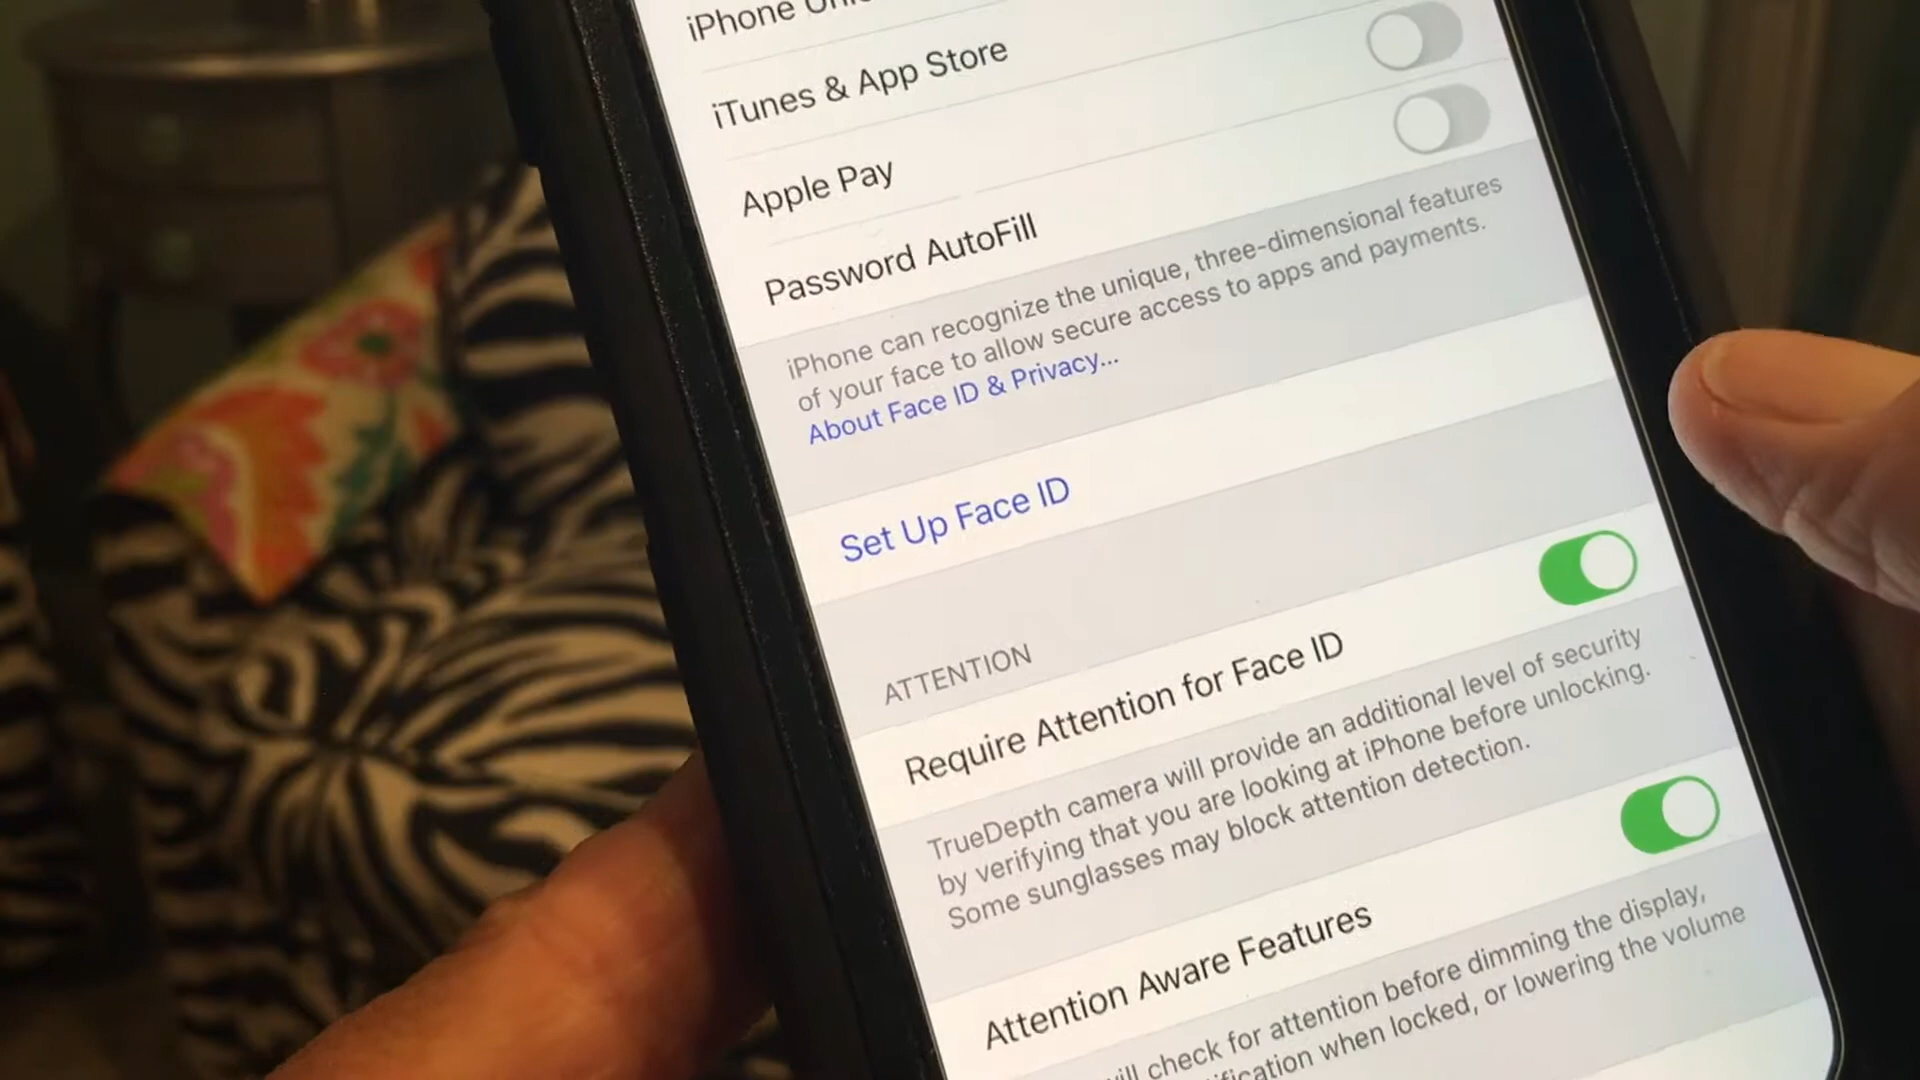 iPhone
iTunes & App Store
Apple Pay
Password AutoFill
iPhone can recognize the unique, three-dimensional features
of your face to allow secure access to apps and payments.
About Face ID & Privacy...
Set Up Face ID
ATTENTION
Require Attention for Face ID
TrueDepth camera will provide an additional level of security
by verifying that you are looking at iPhone before unlocking.
Some sunglasses may block attention detection.
Attention Aware Features
will check for attention before dimming the display,
when locked, or lowering the volume